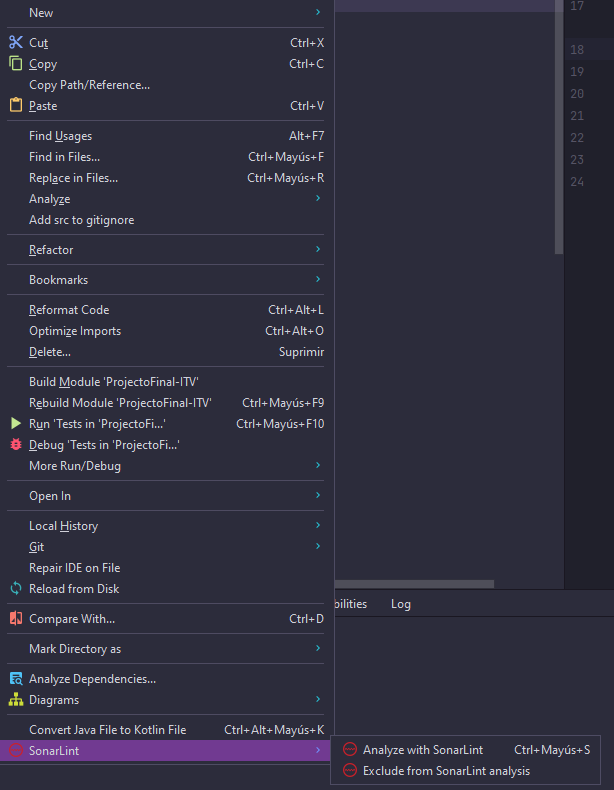 New
17
Cut Ctrl+X
18
Copy Ctrl+C
19
Copy Path/Reference...
20
Paste Ctrl+V
21
Find Usages Alt+F7
22
Find in Files... Ctrl+Mayús+F
23
Replace in Files... Ctrl+Mayús+R
24
Analyze
Add src to gitignore
Refactor
Bookmarks
Reformat Code Ctrl+Alt+L
Optimize Imports Ctrl+Alt+O
Delete... Suprimir
Build Module 'ProjectoFinal-ITV'
Rebuild Module 'ProjectoFinal-ITV' Ctrl+Mayús+F9
Run 'Tests in 'ProjectoFi...' Ctrl+Mayús+F10
Debug 'Tests in 'ProjectoFi...'
More Run/Debug
Open In
Local History
Git
Repair IDE on File
Reload from Disk
bilities Log
Compare With... Ctrl+D
Mark Directory as
Analyze Dependencies...
Diagrams
Convert Java File to Kotlin File Ctrl+Alt+Mayús+K
SonarLint
Analyze with SonarLint Ctrl+Mayús+S
Exclude from SonarLint analysis